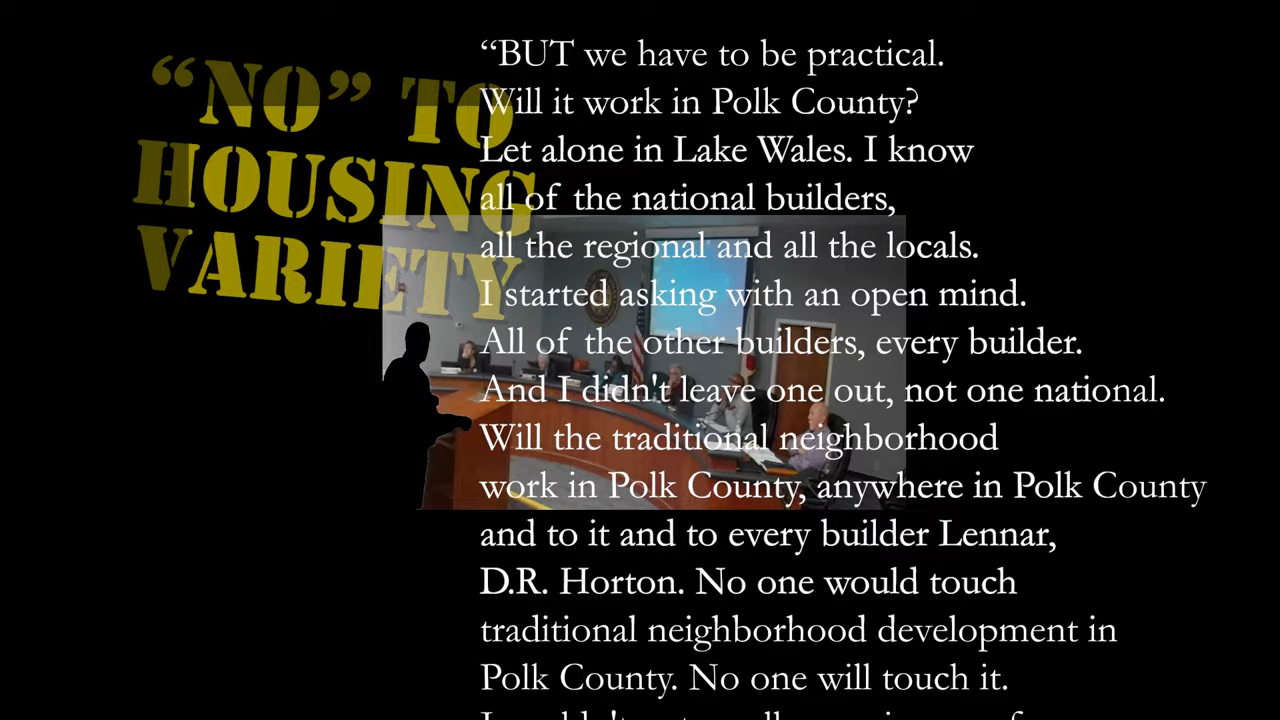 “NO” TO
HOUSING
VARIETY
“BUT we have to be practical.
Will it work in Polk County?
Let alone in Lake Wales. I know
all of the national builders,
all the regional and all the locals.
I started asking with an open mind.
All of the other builders, every builder.
And I didn't leave one out, not one national.
Will the traditional neighborhood
work in Polk County, anywhere in Polk County
and to it and to every builder Lennar,
D.R. Horton. No one would touch
traditional neighborhood development in
Polk County. No one will touch it.